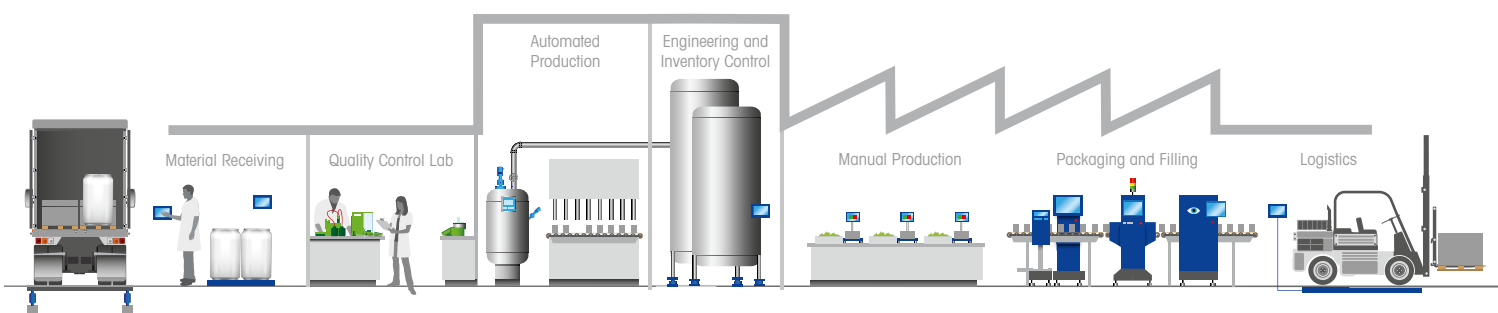 Automated
Production
Engineering and
Inventory Control
Material Receiving
Quality Control Lab
Manual Production
Packaging and Filling
Logistics